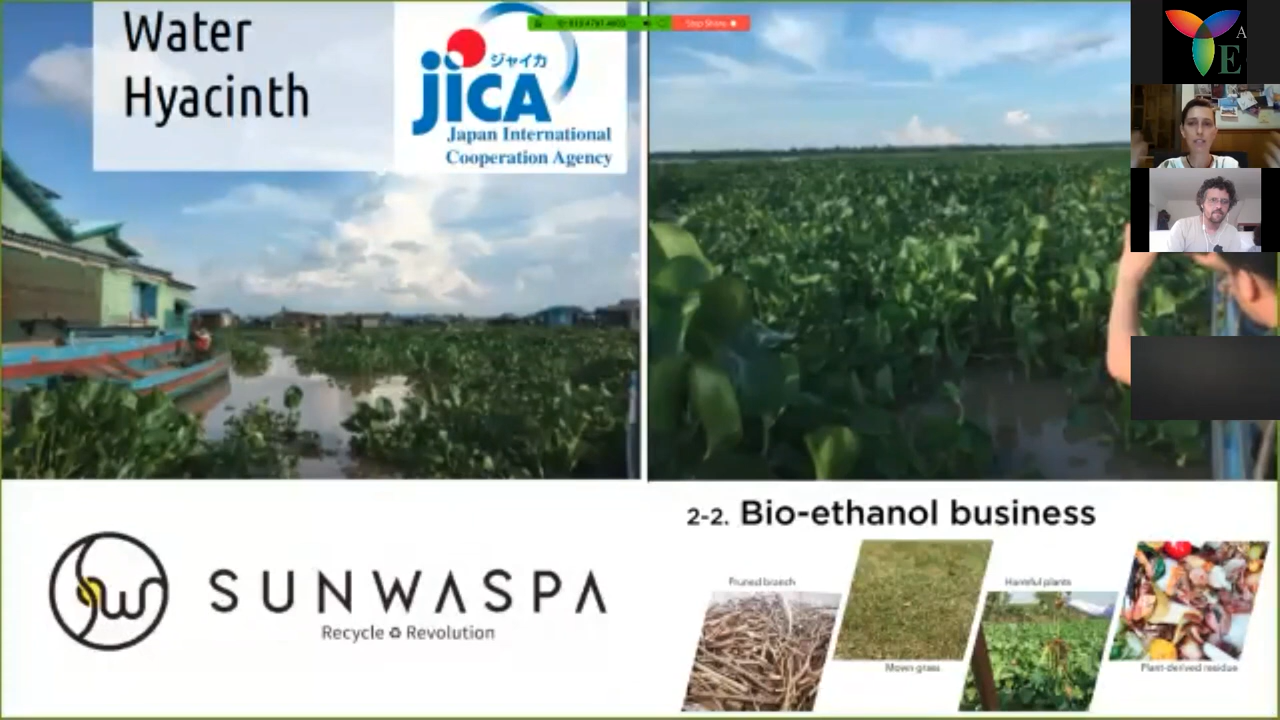 Water
Hyacinth
ジャイカ
JICA
Japan International
Cooperation Agency
Stop Share
A
E
SUNWASPA
Recycle ♻ Revolution
2-2. Bio-ethanol business
Pruned branch
Harmful plants
Mown grass
Plant-derived residue